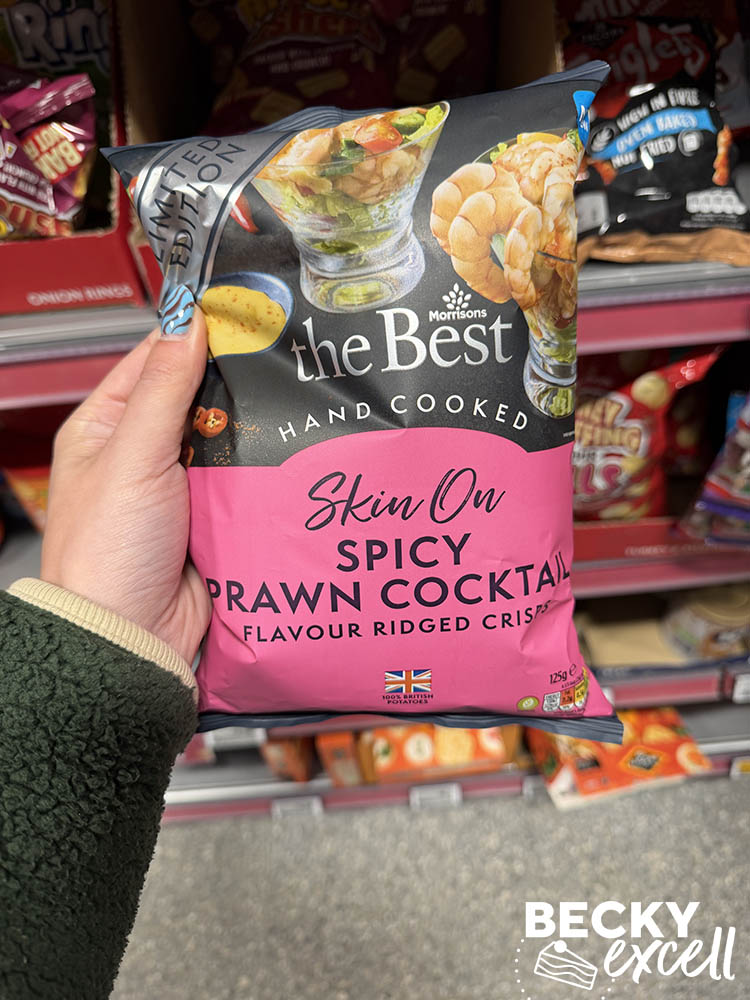 LIMITED
EDITION
Morrisons
the Best
HAND COOKED
Skin On
SPICY
PRAWN COCKTAIL
FLAVOUR RIDGED CRISPS
100% BRITISH
POTATOES
125g e
HIGH IN FIBRE
OVEN BAKED
NOT FRIED
ONION RINGS
BECKY
excell